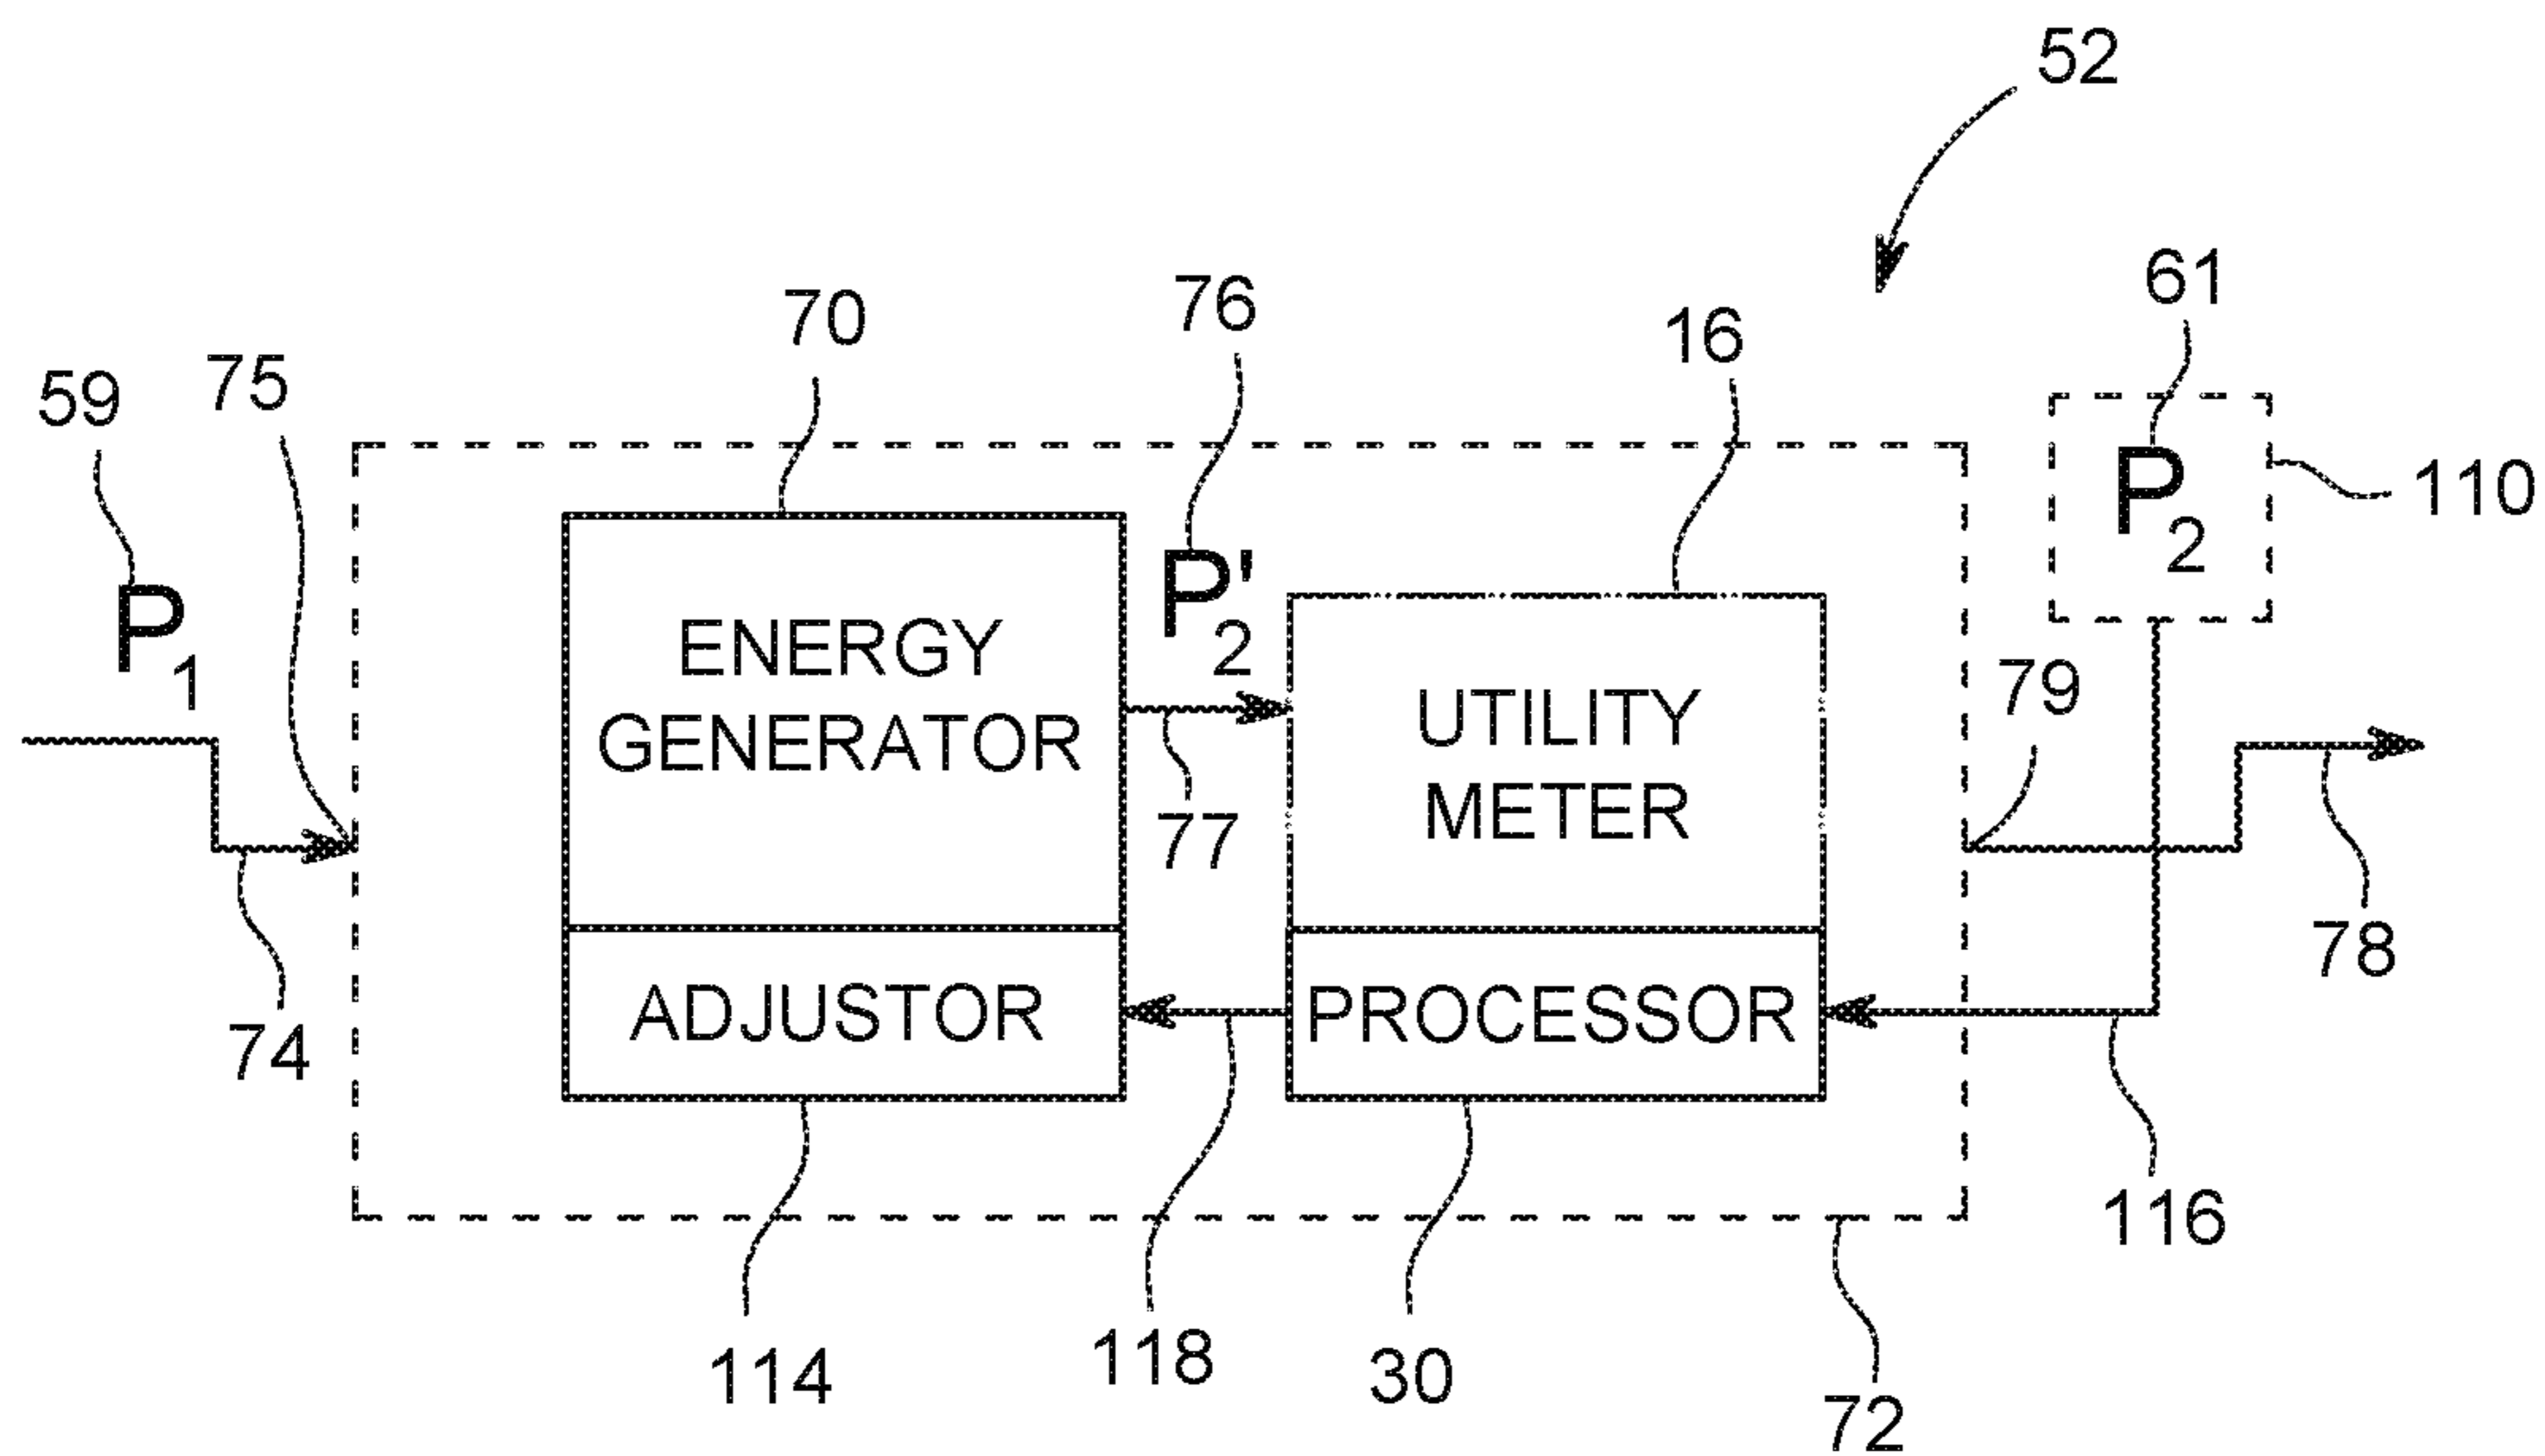 52
61
76
70
16
75
59
110
P2
P'2
P1
ENERGY
GENERATOR
UTILITY
METER
79
77
78
ADJUSTOR
PROCESSOR
74
116
118
114
30
72